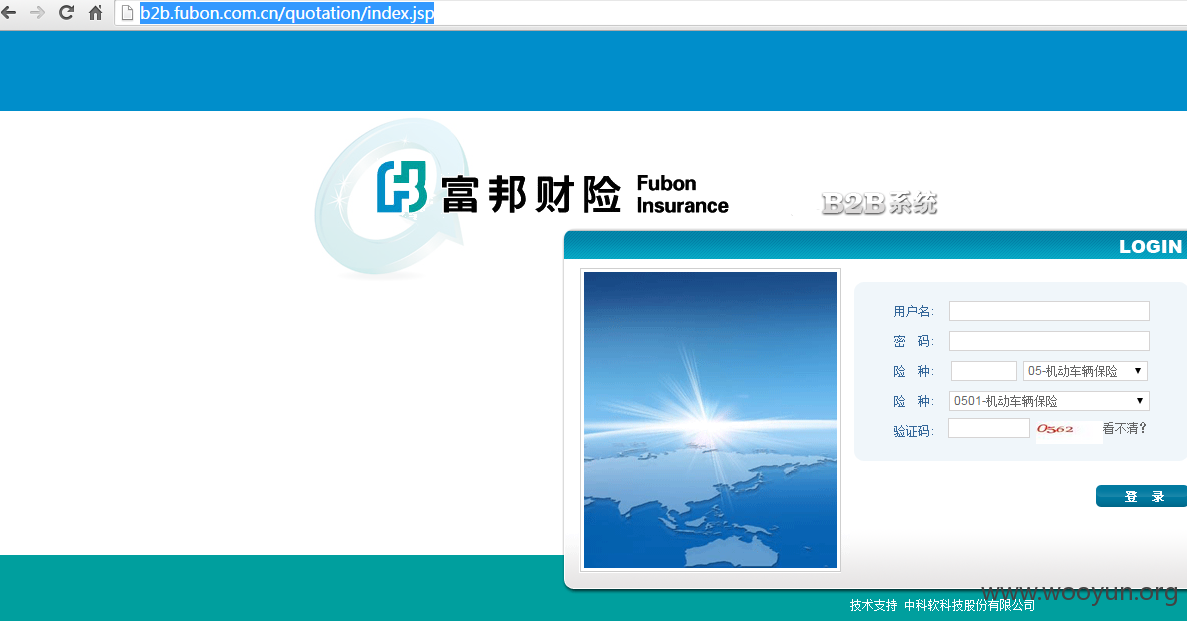 b2b.fubon.com.cn/quotation/index.jsp
富邦财险 Fubon Insurance
B2B系统
LOGIN
用户名:
密 码:
险 种: 05-机动车辆保险
险 种: 0501-机动车辆保险
验证码: 0562 看不清?
登 录
www.wooyun.org
技术支持 中科软科技股份有限公司